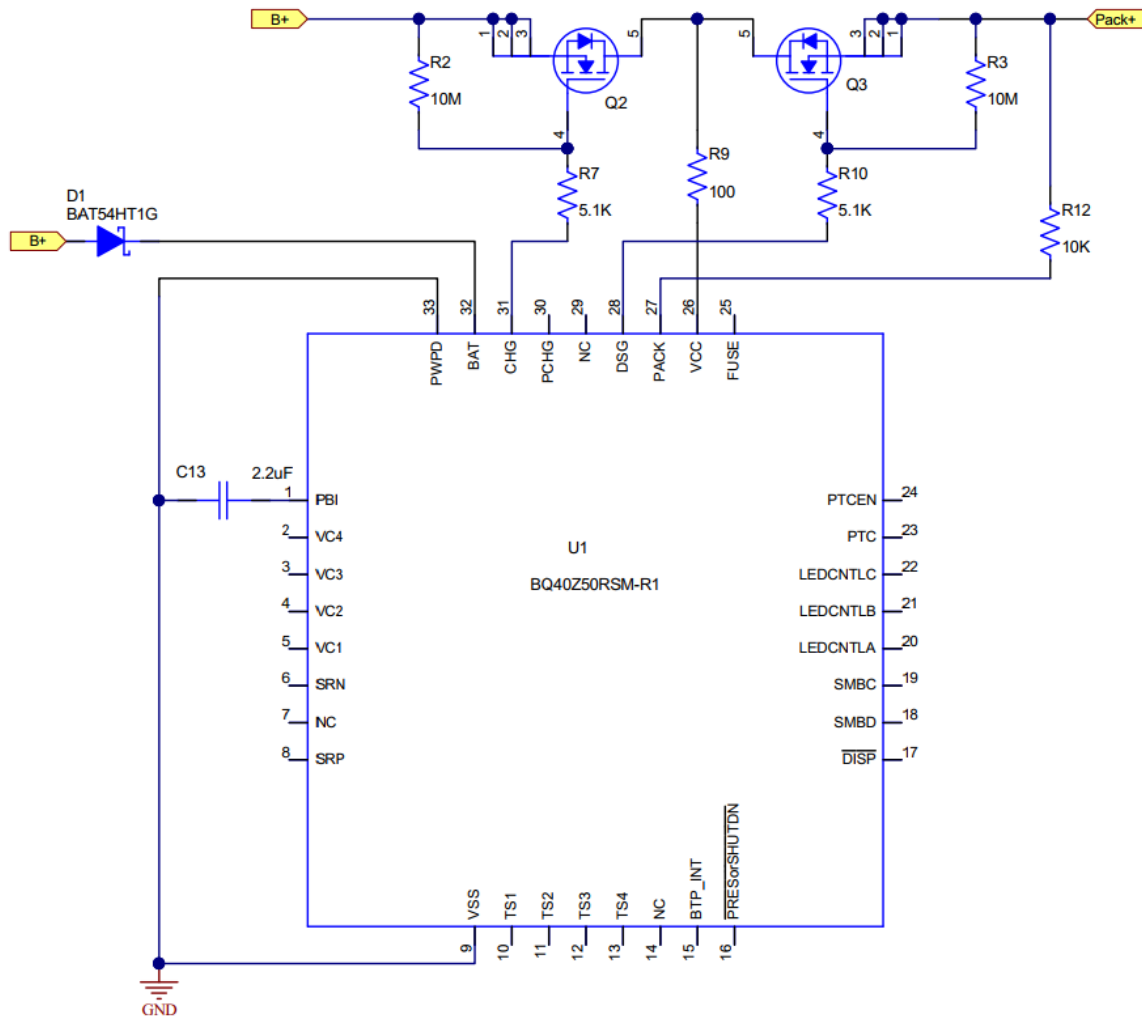 B+
Pack+
1
2
3
5
5
3
2
1
R2
10M
Q2
Q3
R3
10M
4
4
R7
5.1K
R9
100
R10
5.1K
R12
10K
D1
BAT54HT1G
B+
33
32
31
30
29
28
27
26
25
PWPD
BAT
CHG
PCHG
NC
DSG
PACK
VCC
FUSE
C13
2.2uF
1
PBI
2
VC4
3
VC3
4
VC2
5
VC1
6
SRN
7
NC
8
SRP
U1
BQ40Z50RSM-R1
PTCEN
24
PTC
23
LEDCNTLC
22
LEDCNTLB
21
LEDCNTLA
20
SMBC
19
SMBD
18
DISP
17
VSS
TS1
TS2
TS3
TS4
NC
BTP_INT
PRESorSHUTDN
9
10
11
12
13
14
15
16
GND